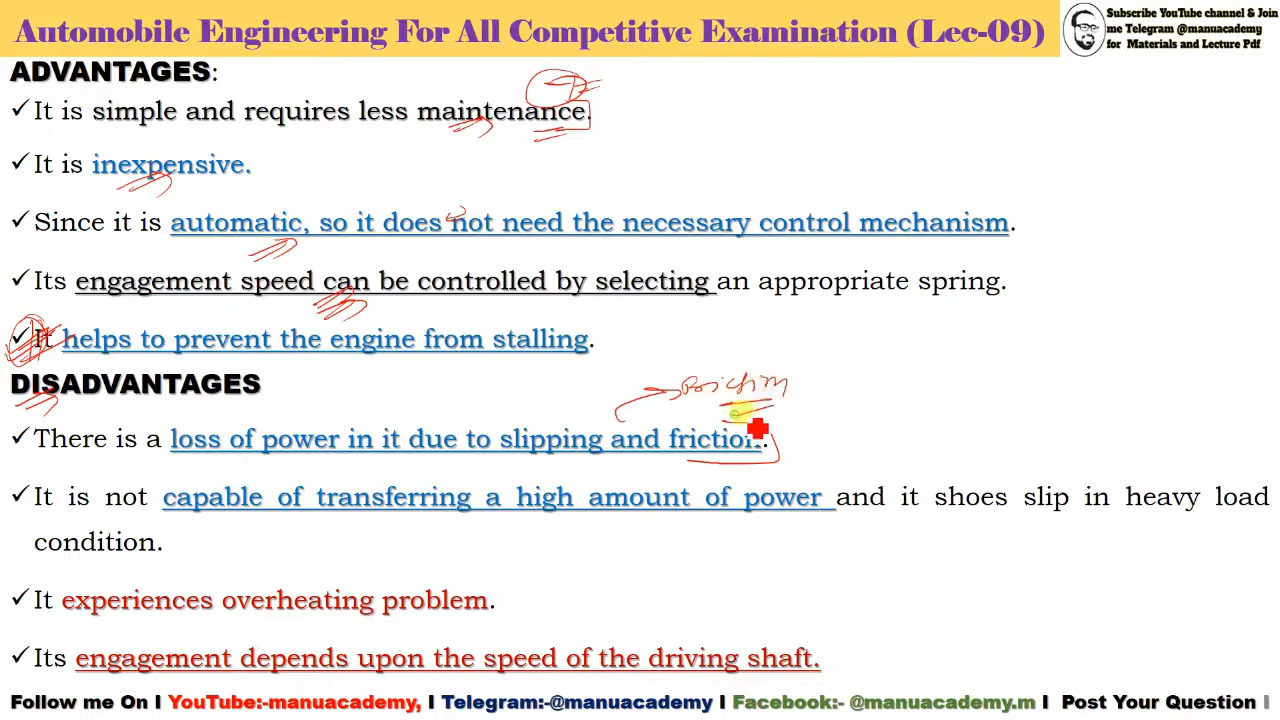 Automobile Engineering For All Competitive Examination (Lec-09)
Subscribe YouTube channel & Join
me Telegram @manuacademy
for Materials and Lecture Pdf
ADVANTAGES:
✓ It is simple and requires less maintenance.
✓ It is inexpensive.
✓ Since it is automatic, so it does not need the necessary control mechanism.
✓ Its engagement speed can be controlled by selecting an appropriate spring.
✓ It helps to prevent the engine from stalling.
DISADVANTAGES
✓ There is a loss of power in it due to slipping and friction.
✓ It is not capable of transferring a high amount of power and it shoes slip in heavy load
condition.
✓ It experiences overheating problem.
✓ Its engagement depends upon the speed of the driving shaft.
Follow me On I YouTube:-manuacademy, I Telegram:-@manuacademy I Facebook:- @manuacademy.m I Post Your Question I